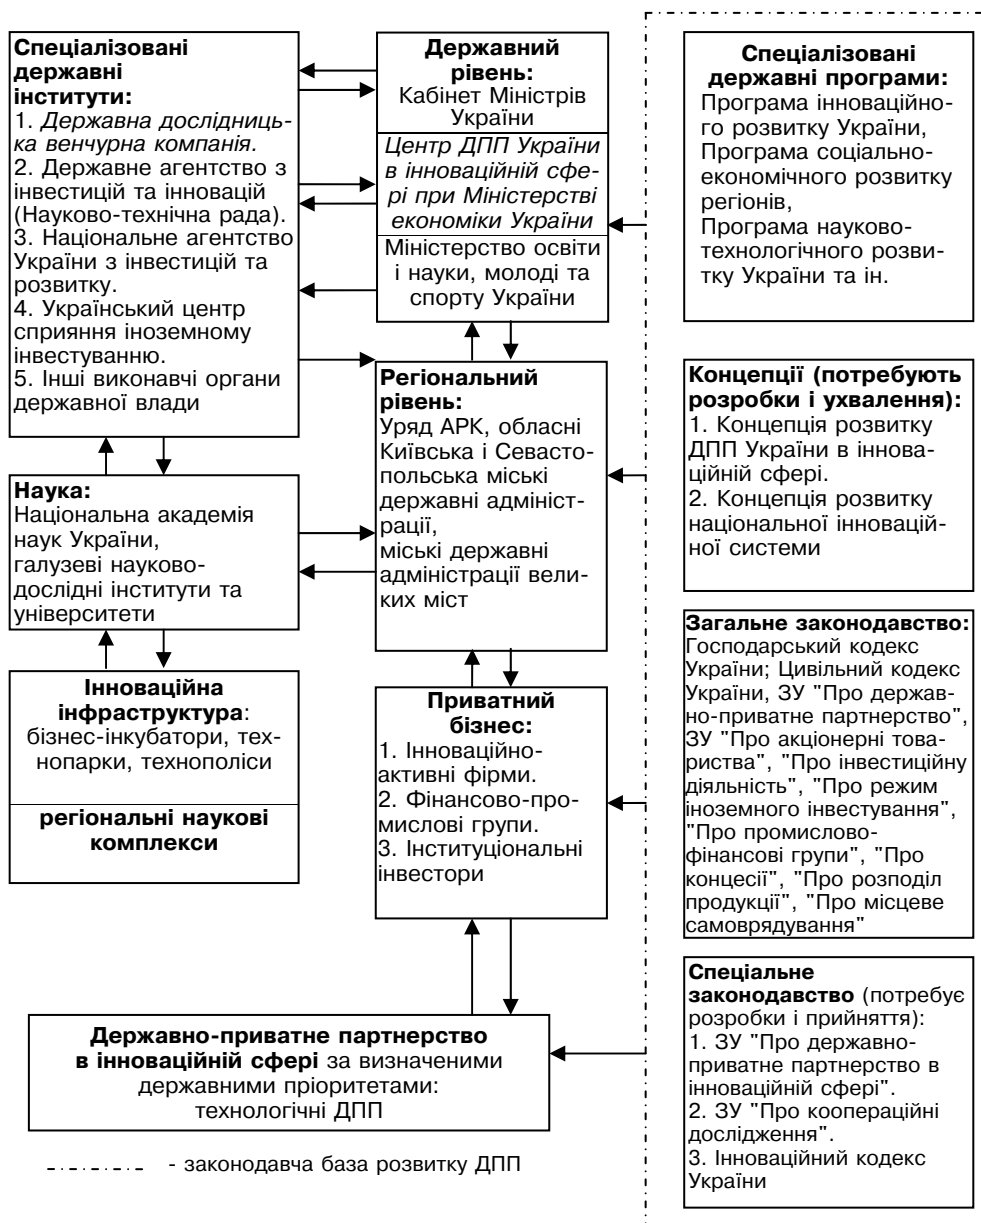 Спеціалізовані
державні
інститути:
1. Державна дослідниць-
ка венчурна компанія.
2. Державне агентство з
інвестицій та інновацій
(Науково-технічна рада).
3. Національне агентство
України з інвестицій та
розвитку.
4. Український центр
сприяння іноземному
інвестуванню.
5. Інші виконавчі органи
державної влади
Наука:
Національна академія
наук України,
галузеві науково-
дослідні інститути та
університети
Інноваційна
інфраструктура:
бізнес-інкубатори, тех-
нопарки, технополіси
регіональні наукові
комплекси
Державний
рівень:
Кабінет Міністрів
України
Центр ДПП України
в інноваційній сфе-
рі при Міністерстві
економіки України
Міністерство освіти
і науки, молоді та
спорту України
Регіональний
рівень:
Уряд АРК, обласні
Київська і Севасто-
польська міські
державні адмініст-
рації,
міські державні
адміністрації вели-
ких міст
Приватний
бізнес:
1. Інноваційно-
активні фірми.
2. Фінансово-про-
мислові групи.
3. Інституціональні
інвестори
Державно-приватне партнерство
в інноваційній сфері за визначеними
державними пріоритетами:
технологічні ДПП
- законодавча база розвитку ДПП
Спеціалізовані
державні програми:
Програма інноваційно-
го розвитку України,
Програма соціально-
економічного розвитку
регіонів,
Програма науково-
технологічного розви-
тку України та ін.
Концепції (потребують
розробки і ухвалення):
1. Концепція розвитку
ДПП України в іннова-
ційній сфері.
2. Концепція розвитку
національної інновацій-
ної системи
Загальне законодавство:
Господарський кодекс
України; Цивільний кодекс
України, ЗУ "Про держав-
но-приватне партнерство",
ЗУ "Про акціонерні това-
риства", "Про інвестиційну
діяльність", "Про режим
іноземного інвестування",
"Про промислово-
фінансові групи", "Про
концесії", "Про розподіл
продукції", "Про місцеве
самоврядування"
Спеціальне
законодавство (потребує
розробки і прийняття):
1. ЗУ "Про державно-
приватне партнерство в
інноваційній сфері".
2. ЗУ "Про коопераційні
дослідження".
3. Інноваційний кодекс
України